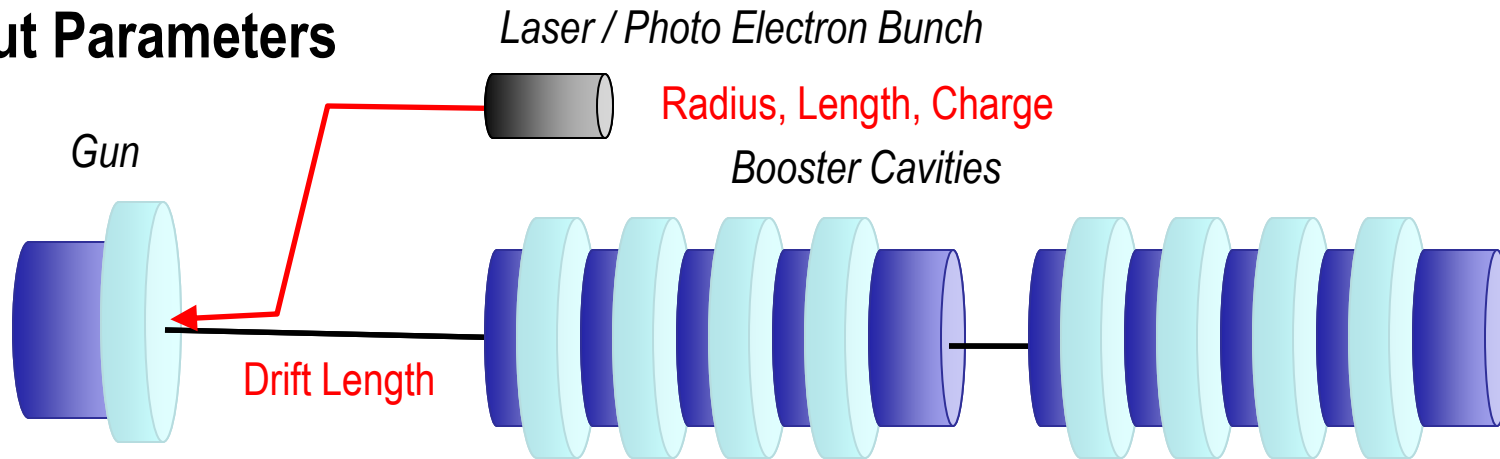 ut Parameters
Laser / Photo Electron Bunch
Radius, Length, Charge
Gun
Booster Cavities
Drift Length